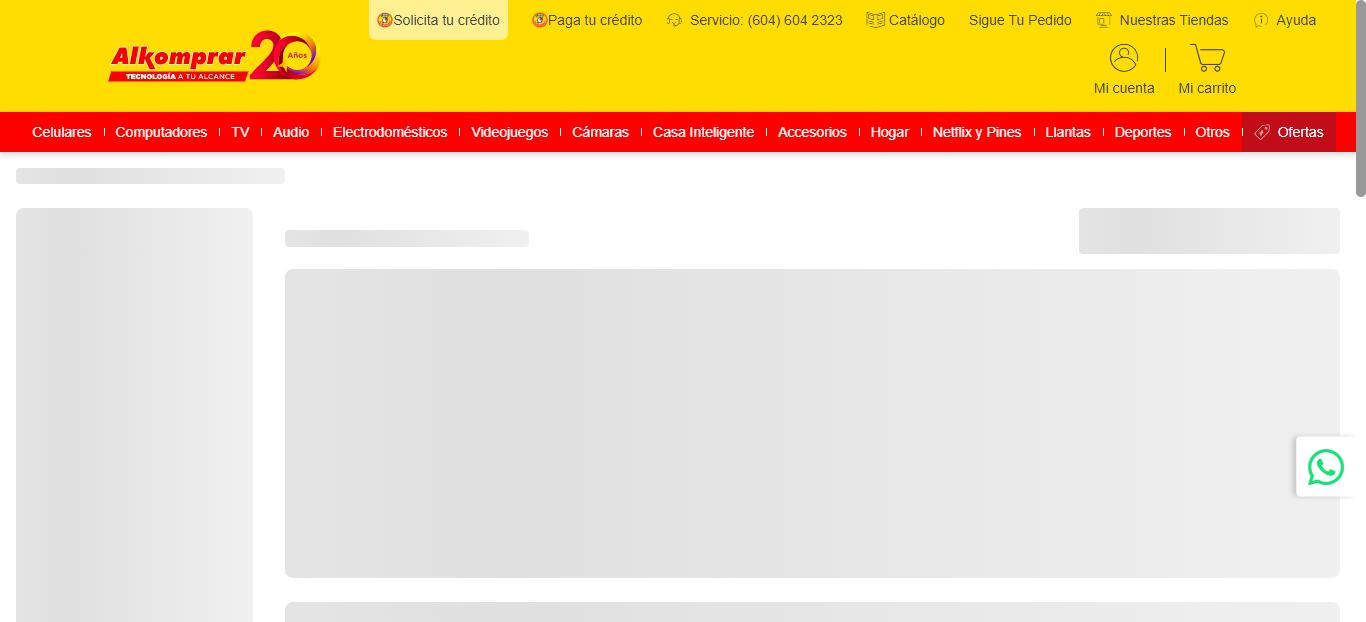 Solicita tu crédito
Paga tu crédito
Servicio: (604) 604 2323
Catálogo
Sigue Tu Pedido
Nuestras Tiendas
Ayuda
Alkomprar 20 Años
TECNOLOGÍA A TU ALCANCE
Mi cuenta
Mi carrito
Celulares
Computadores
TV
Audio
Electrodomésticos
Videojuegos
Cámaras
Casa Inteligente
Accesorios
Hogar
Netflix y Pines
Llantas
Deportes
Otros
Ofertas